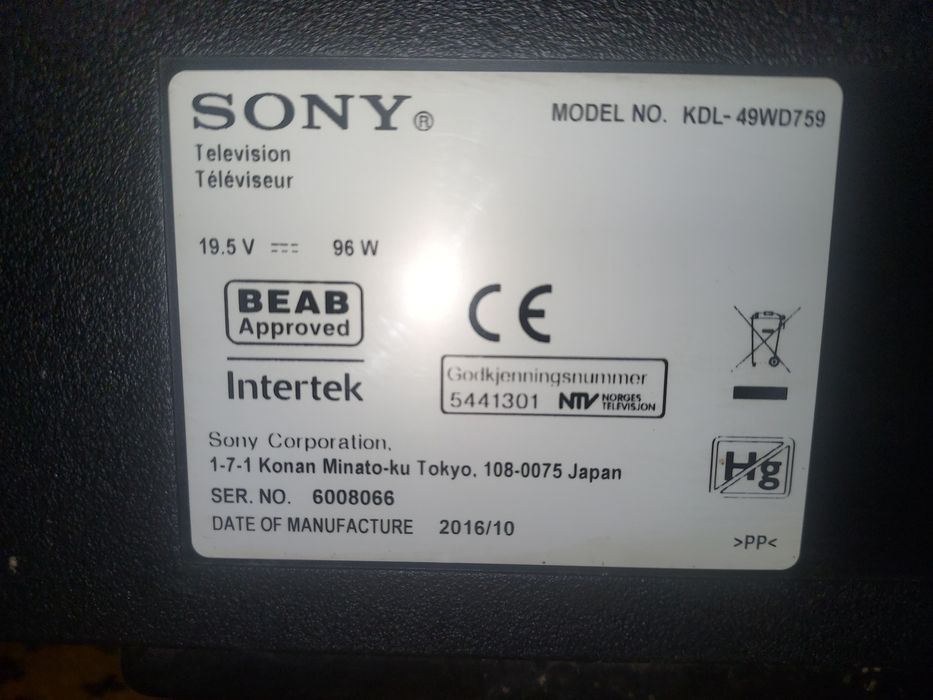 SONY®
MODEL NO. KDL-49WD759
Television
Téléviseur
19.5 V ⎓ 96 W
BEAB
Approved
Intertek
CE
Godkjenningsnummer
5441301 NTV NORGES TELEVISJON
Sony Corporation,
1-7-1 Konan Minato-ku Tokyo, 108-0075 Japan
Hg
SER. NO. 6008066
DATE OF MANUFACTURE 2016/10
>PP<